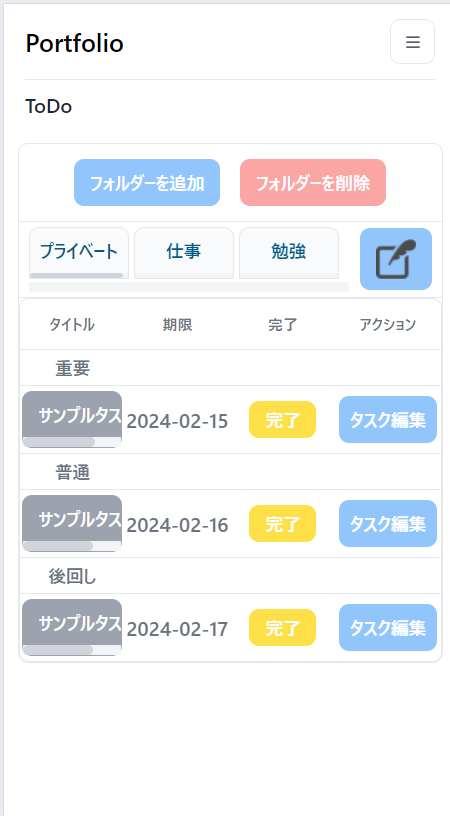 Portfolio
ToDo
フォルダーを追加 フォルダーを削除
プライベート 仕事 勉強
タイトル 期限 完了 アクション
重要
サンプルタス 2024-02-15 完了 タスク編集
普通
サンプルタス 2024-02-16 完了 タスク編集
後回し
サンプルタス 2024-02-17 完了 タスク編集